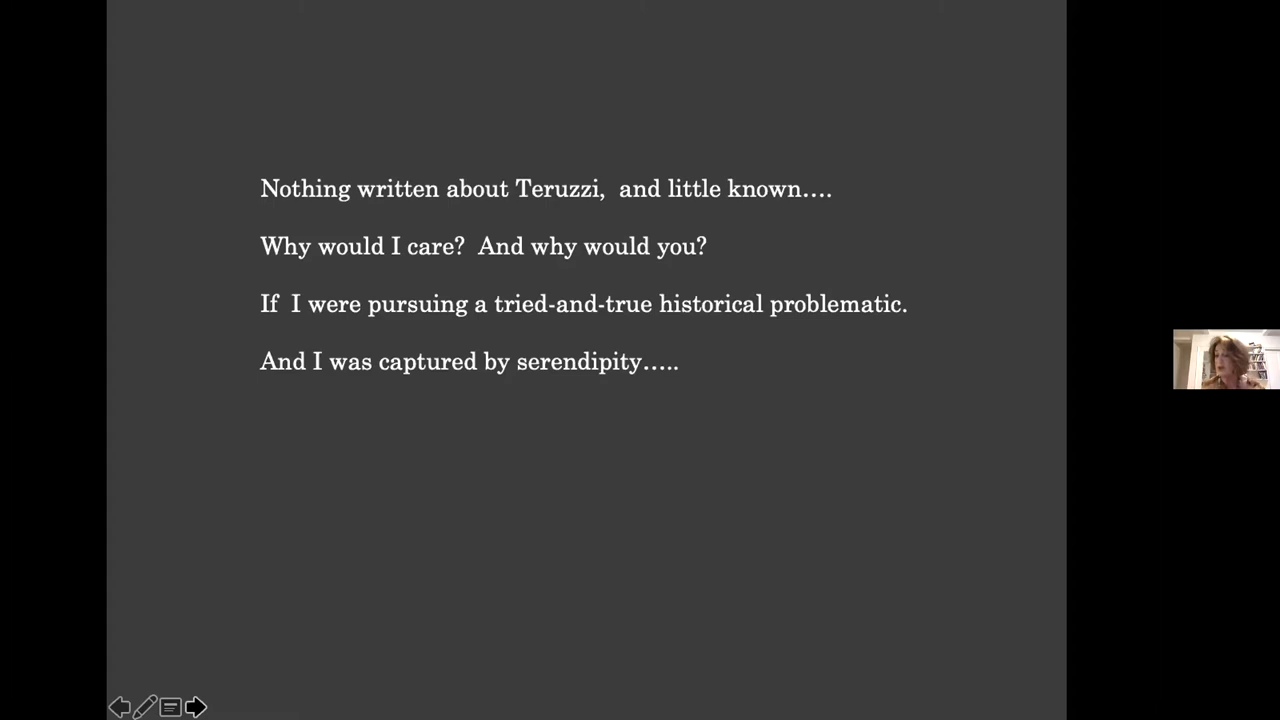 Nothing written about Teruzzi,  and little known….
Why would I care?  And why would you?
If  I were pursuing a tried-and-true historical problematic.
And I was captured by serendipity…..